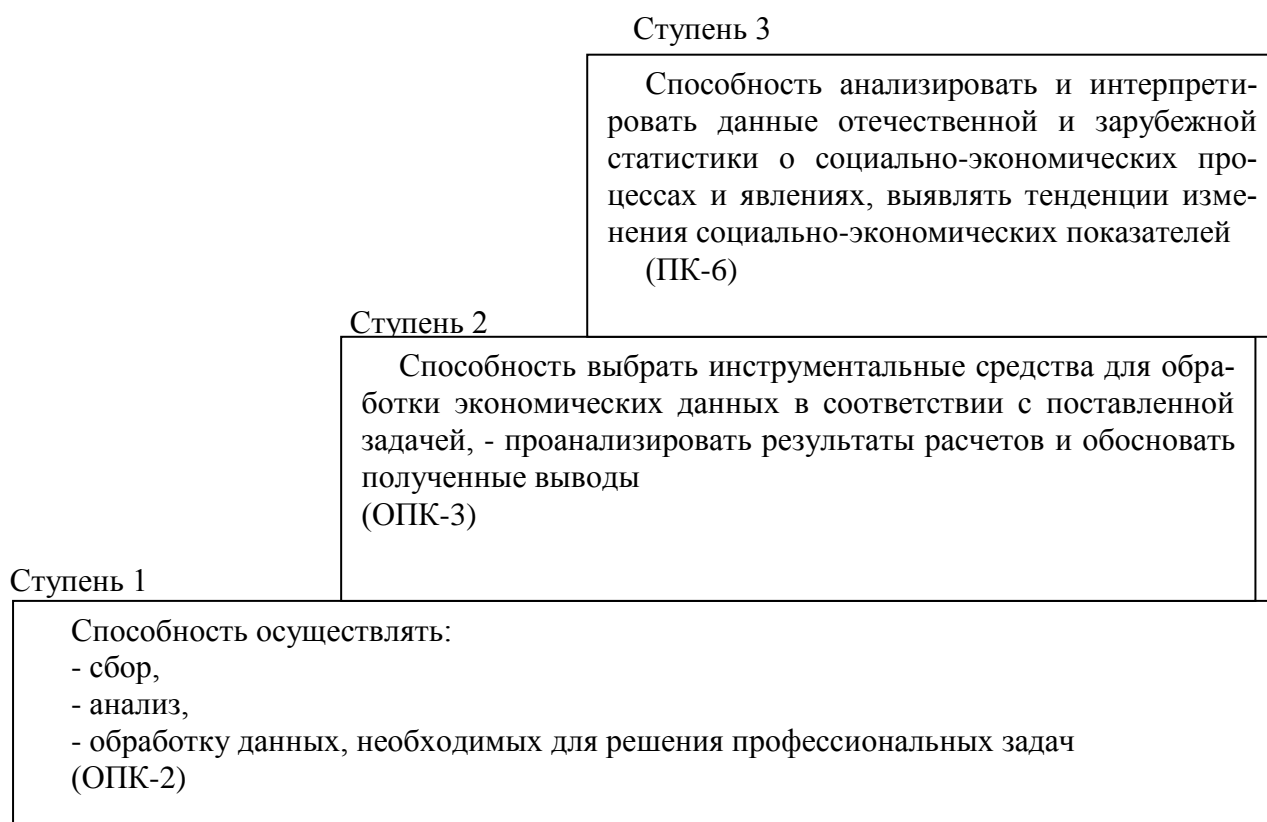 Ступень 3
Способность анализировать и интерпрети-
ровать данные отечественной и зарубежной
статистики о социально-экономических про-
цессах и явлениях, выявлять тенденции изме-
нения социально-экономических показателей
(ПК-6)
Ступень 2
Способность выбрать инструментальные средства для обра-
ботки экономических данных в соответствии с поставленной
задачей, - проанализировать результаты расчетов и обосновать
полученные выводы
(ОПК-3)
Ступень 1
Способность осуществлять:
- сбор,
- анализ,
- обработку данных, необходимых для решения профессиональных задач
(ОПК-2)